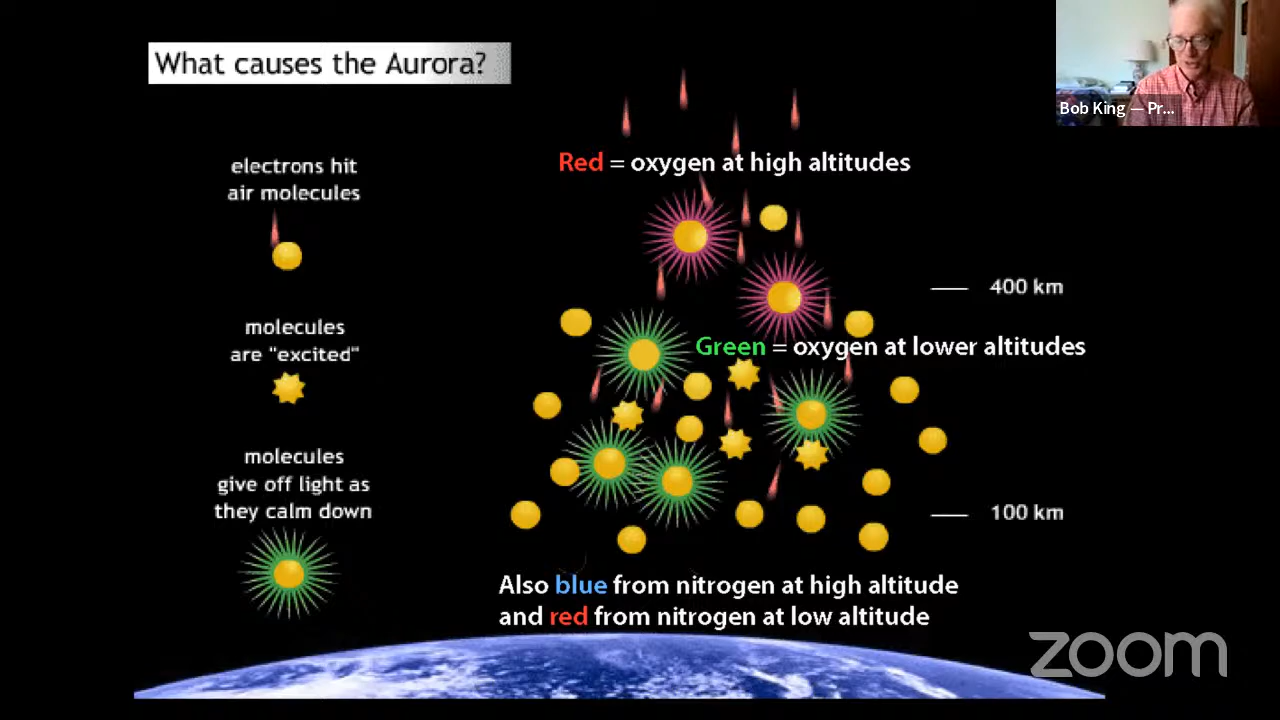 What causes the Aurora?
Bob King — Pr...
electrons hit
air molecules
Red = oxygen at high altitudes
400 km
molecules
are "excited"
Green = oxygen at lower altitudes
molecules
give off light as
they calm down
100 km
Also blue from nitrogen at high altitude
and red from nitrogen at low altitude
zoom